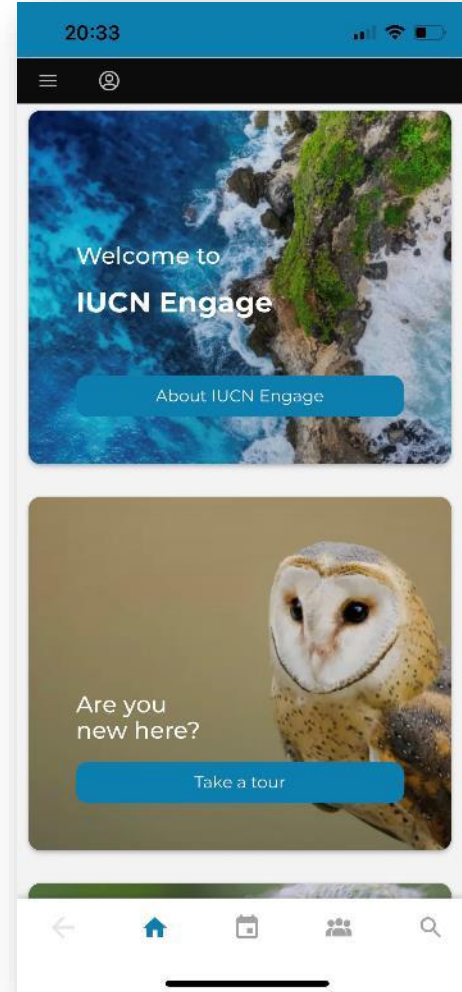 20:33
Welcome to
IUCN Engage
About IUCN Engage
Are you
new here?
Take a tour